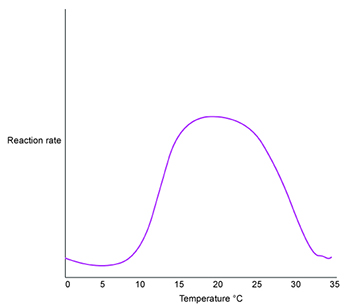 Reaction rate
0 5 10 15 20 25 30 35
Temperature °C